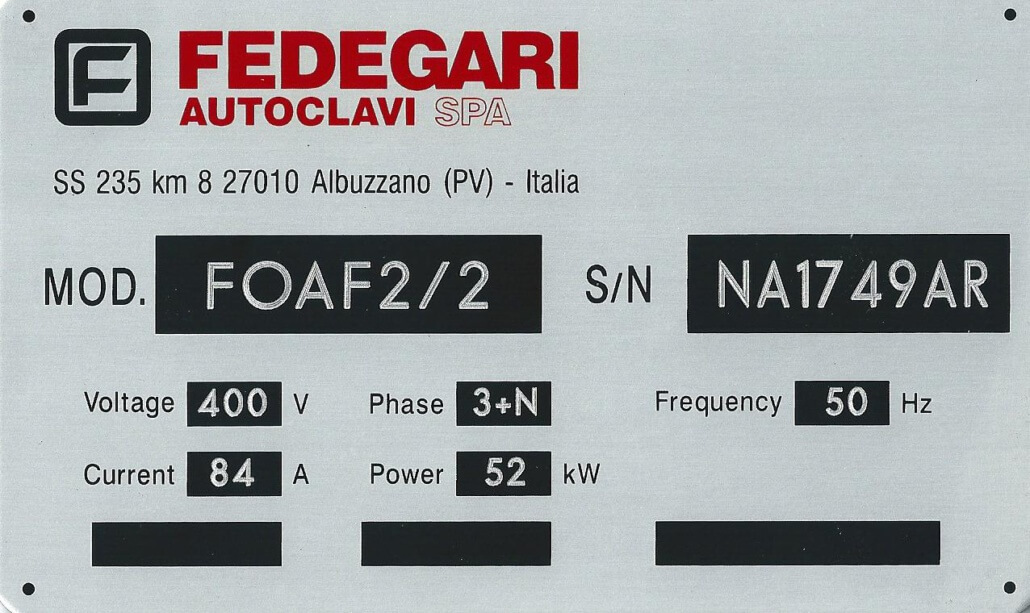 F FEDEGARI
AUTOCLAVI SPA
SS 235 km 8 27010 Albuzzano (PV) - Italia
MOD. FOAF2/2 S/N NA1749AR
Voltage 400 V Phase 3+N Frequency 50 Hz
Current 84 A Power 52 kW